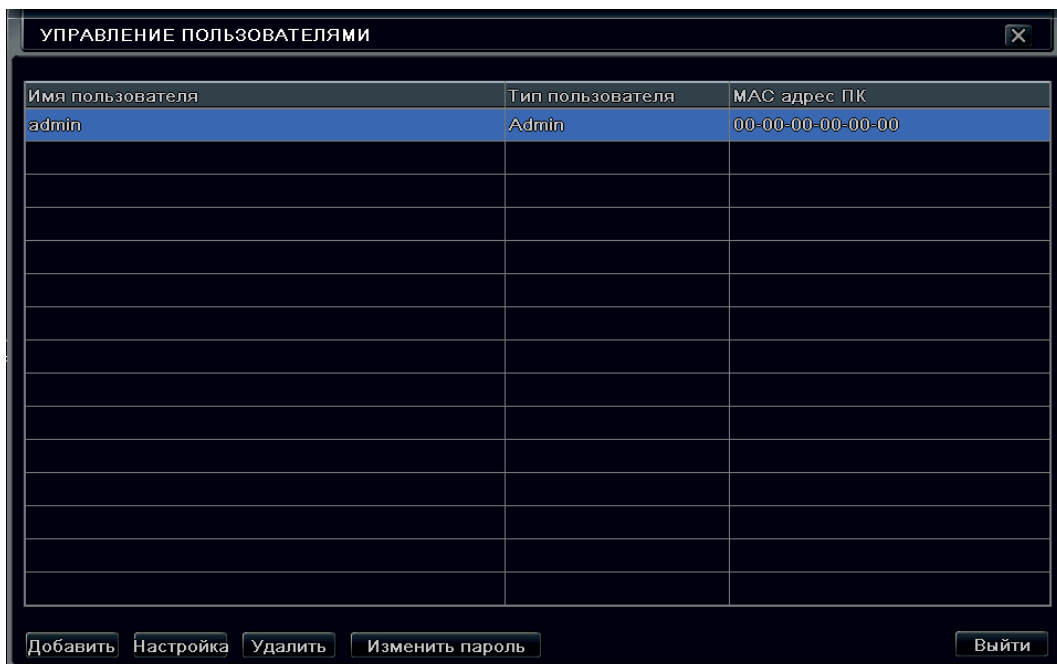 УПРАВЛЕНИЕ ПОЛЬЗОВАТЕЛЯМИ
Имя пользователя Тип пользователя MAC адрес ПК
admin Admin 00-00-00-00-00-00
Добавить Настройка Удалить Изменить пароль Выйти